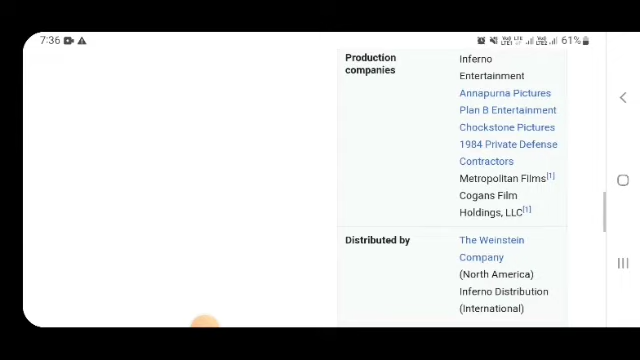 7:36
61%
Production companies
Inferno
Entertainment
Annapurna Pictures
Plan B Entertainment
Chockstone Pictures
1984 Private Defense
Contractors
Metropolitan Films[1]
Cogans Film
Holdings, LLC[1]
Distributed by
The Weinstein
Company
(North America)
Inferno Distribution
(International)